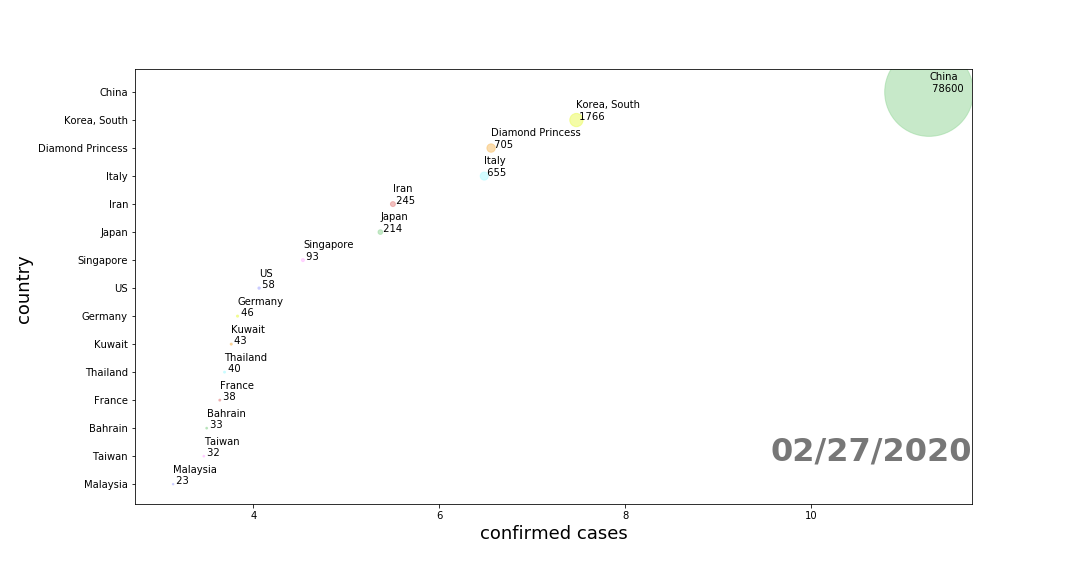 China
China
78600
Korea, South
Korea, South
1766
Diamond Princess
Diamond Princess
705
Italy
Italy
655
Iran
Iran
245
Japan
Japan
214
Singapore
Singapore
93
US
US
58
Germany
Germany
46
Kuwait
Kuwait
43
Thailand
Thailand
40
France
France
38
Bahrain
Bahrain
33
Taiwan
Taiwan
32
Malaysia
Malaysia
23
country
02/27/2020
4 6 8 10
confirmed cases